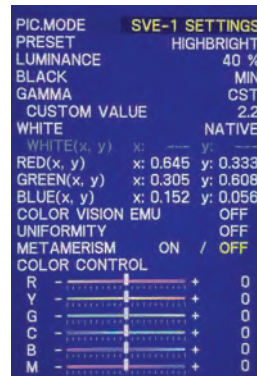 PIC.MODE SVE-1 SETTINGS
PRESET HIGHBRIGHT
LUMINANCE 40 %
BLACK MIN
GAMMA CST
CUSTOM VALUE 2.2
WHITE NATIVE
WHITE(x, y) x: --- y: ---
RED(x, y) x: 0.645 y: 0.333
GREEN(x, y) x: 0.305 y: 0.608
BLUE(x, y) x: 0.152 y: 0.056
COLOR VISION EMU OFF
UNIFORMITY OFF
METAMERISM ON / OFF
COLOR CONTROL
R - + 0
Y - + 0
G - + 0
C - + 0
B - + 0
M - + 0